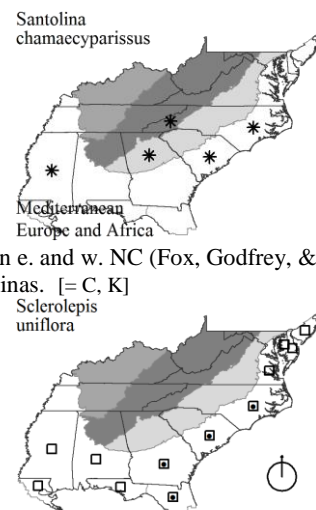 Santolina
chamaecyparissus
Mediterranean
Europe and Africa
n e. and w. NC (Fox, Godfrey, &
inas. [= C, K]
Sclerolepis
uniflora